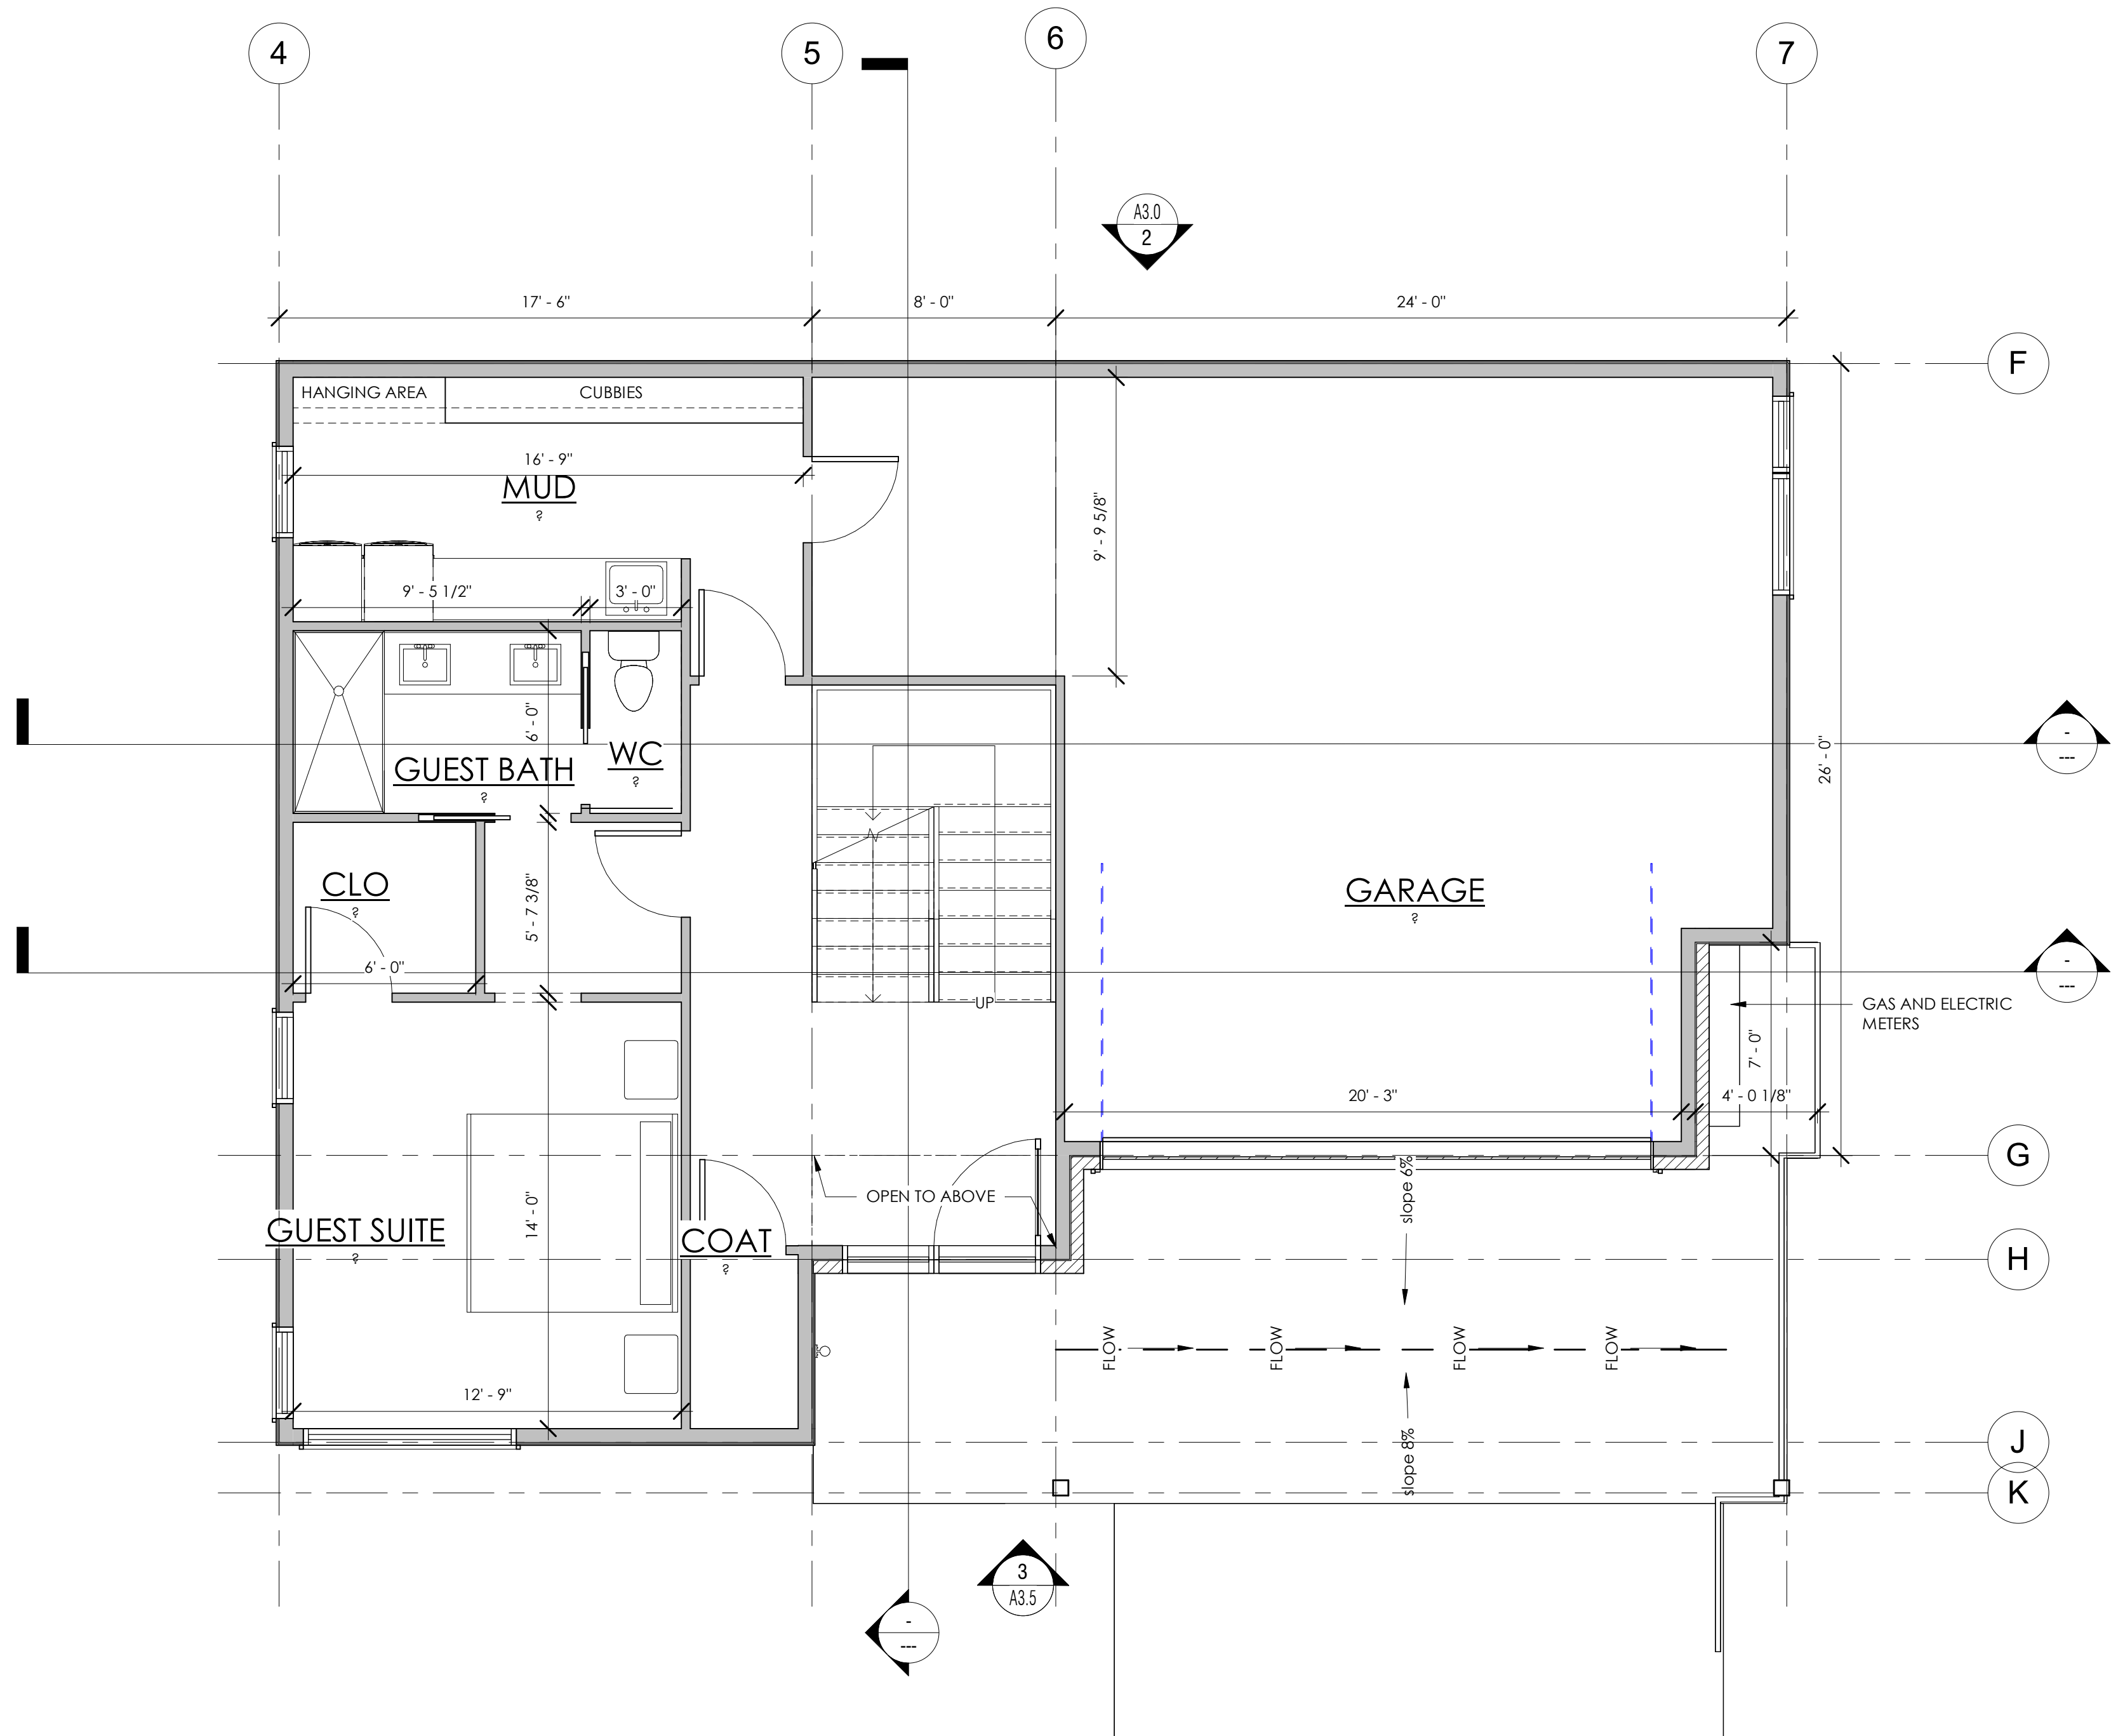 4
5
6
7
A3.0
2
17' - 6"
8' - 0"
24' - 0"
F
HANGING AREA
CUBBIES
16' - 9"
MUD
?
9' - 9 5/8"
9' - 5 1/2"
3' - 0"
6' - 0"
GUEST BATH
?
WC
?
-
---
26' - 0"
CLO
?
5' - 7 3/8"
6' - 0"
GARAGE
?
-
---
UP
GAS AND ELECTRIC
METERS
7' - 0"
20' - 3"
4' - 0 1/8"
G
slope 6%
OPEN TO ABOVE
14' - 0"
GUEST SUITE
?
COAT
?
H
FLOW
FLOW
FLOW
FLOW
12' - 9"
slope 8%
J
K
3
A3.5
-
---